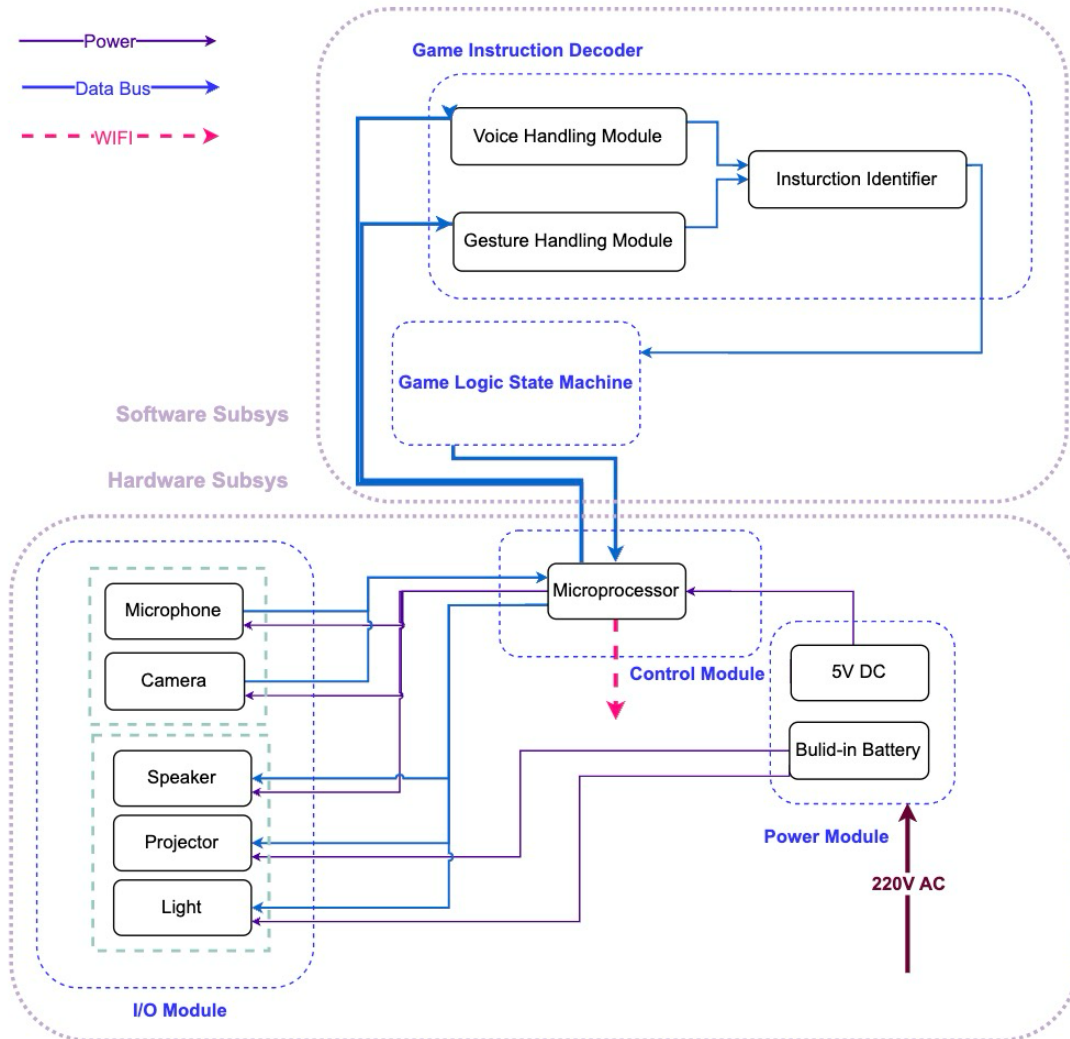 Power
Data Bus
WIFI
Game Instruction Decoder
Voice Handling Module
Insturction Identifier
Gesture Handling Module
Game Logic State Machine
Software Subsys
Hardware Subsys
Microphone
Microprocessor
Camera
Control Module
5V DC
Speaker
Bulid-in Battery
Projector
Power Module
Light
220V AC
I/O Module